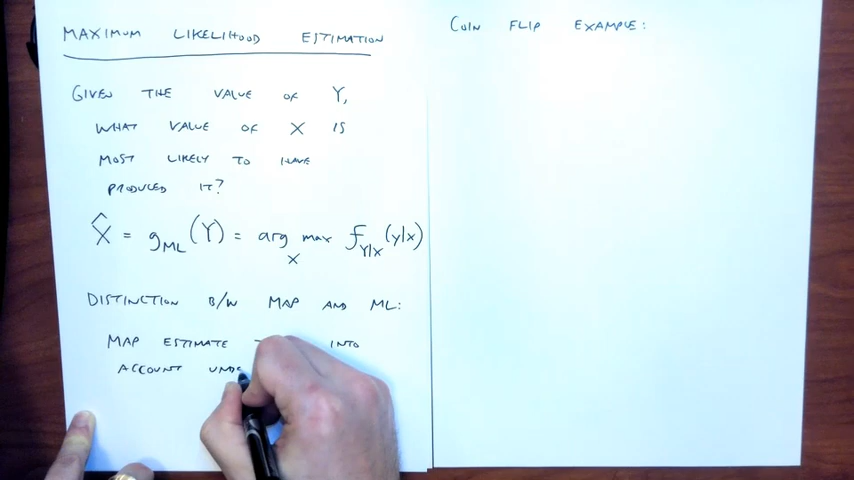 MAXIMUM LIKELIHOOD ESTIMATION
GIVEN THE VALUE OF Y,
WHAT VALUE OF X IS
MOST LIKELY TO HAVE
PRODUCED IT?
X̂ = g_ML (Y) = arg max_X f_Y|X (y|x)
DISTINCTION B/W MAP AND ML:
MAP ESTIMATE INTO
ACCOUNT UNDE
COIN FLIP EXAMPLE: